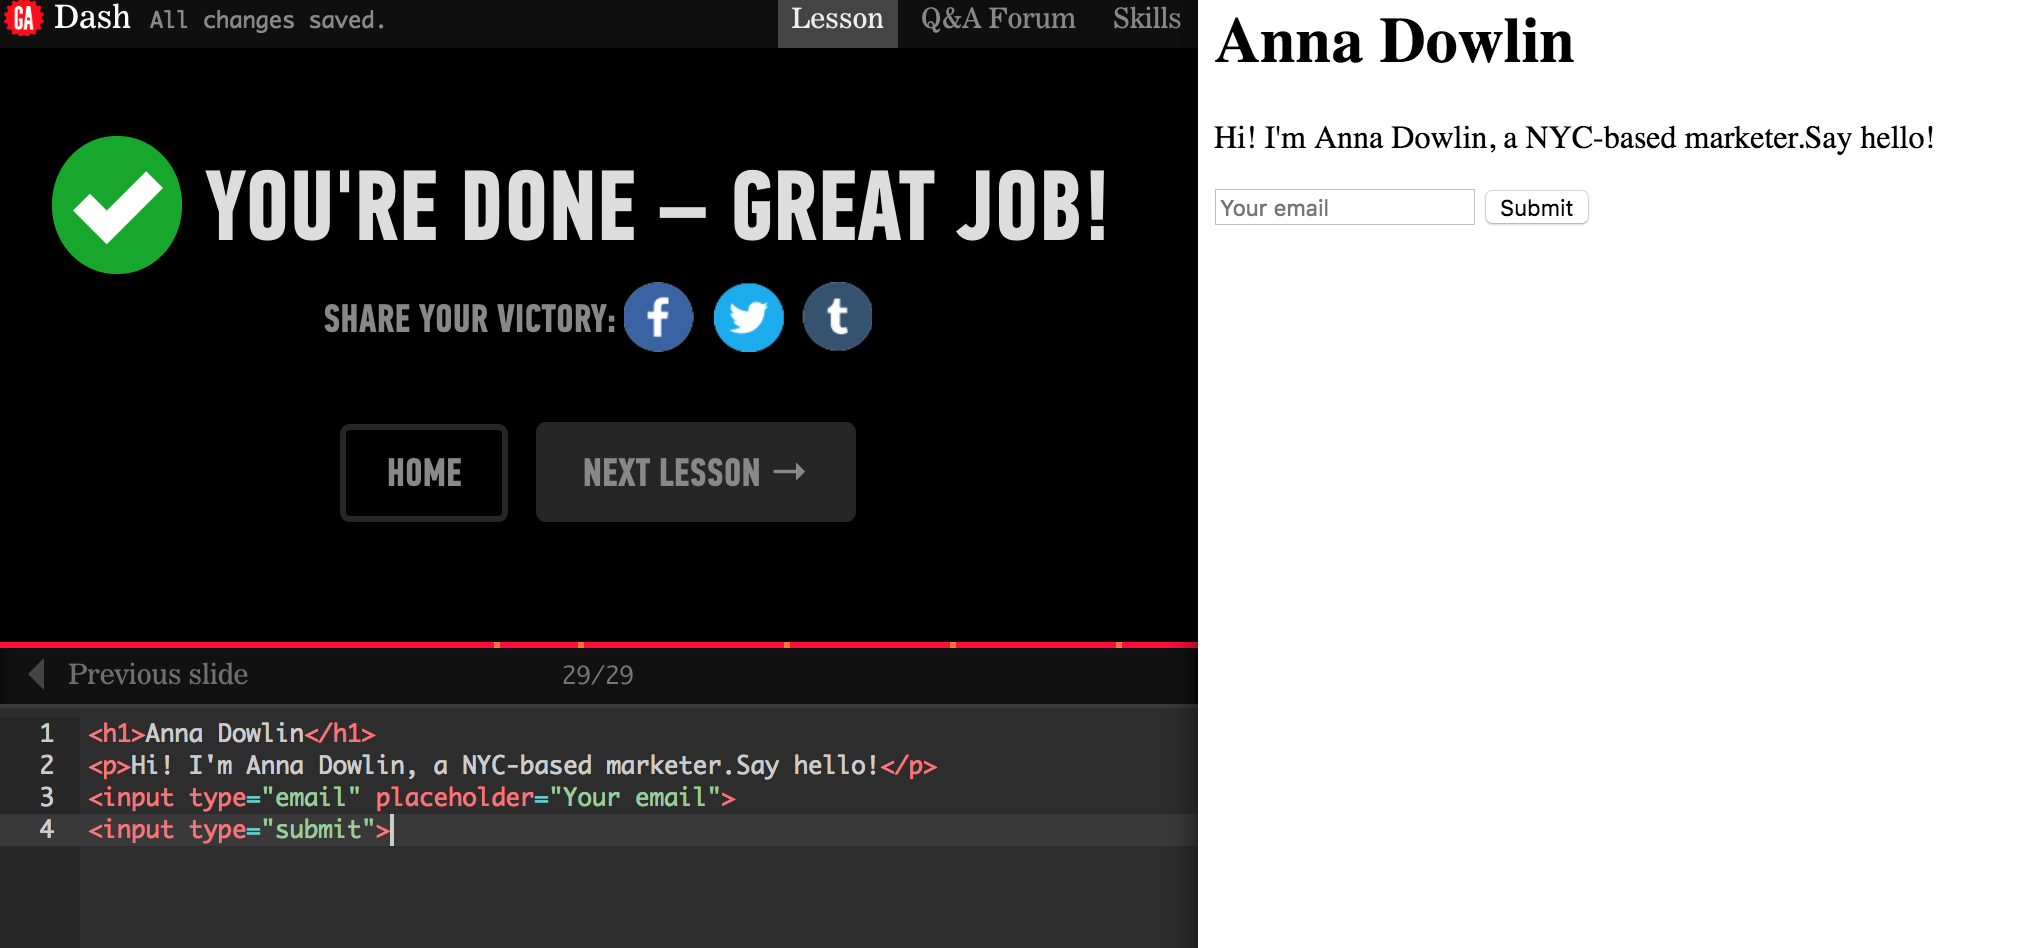 GA Dash All changes saved. Lesson Q&A Forum Skills
YOU'RE DONE – GREAT JOB!
SHARE YOUR VICTORY: f t
HOME NEXT LESSON →
Previous slide 29/29
1 <h1>Anna Dowlin</h1>
2 <p>Hi! I'm Anna Dowlin, a NYC-based marketer.Say hello!</p>
3 <input type="email" placeholder="Your email">
4 <input type="submit">
Anna Dowlin
Hi! I'm Anna Dowlin, a NYC-based marketer.Say hello!
Your email Submit